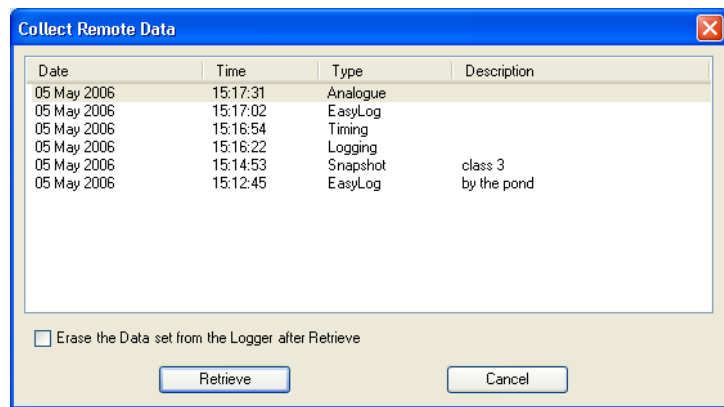 Collect Remote Data
Date Time Type Description
05 May 2006 15:17:31 Analogue
05 May 2006 15:17:02 EasyLog
05 May 2006 15:16:54 Timing
05 May 2006 15:16:22 Logging
05 May 2006 15:14:53 Snapshot class 3
05 May 2006 15:12:45 EasyLog by the pond
Erase the Data set from the Logger after Retrieve
Retrieve Cancel